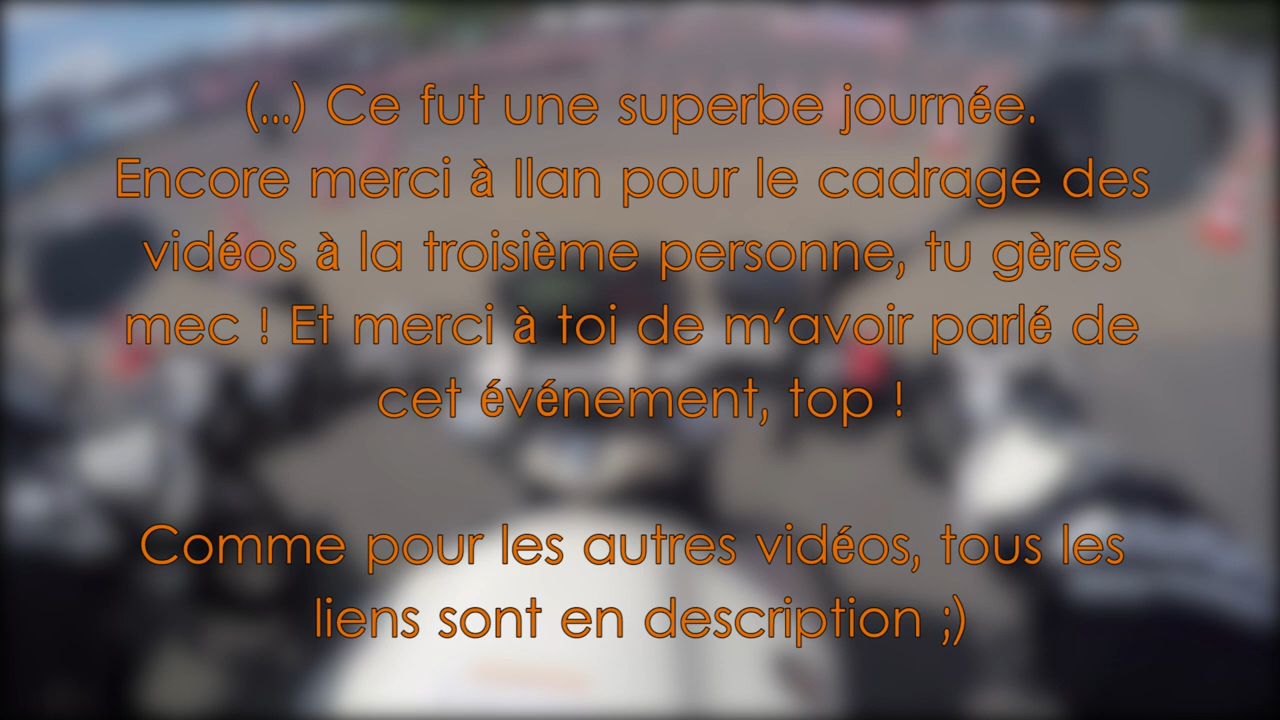 (...) Ce fut une superbe journée.
Encore merci à Ilan pour le cadrage des
vidéos à la troisième personne, tu gères
mec ! Et merci à toi de m'avoir parlé de
cet événement, top !
Comme pour les autres vidéos, tous les
liens sont en description ;)